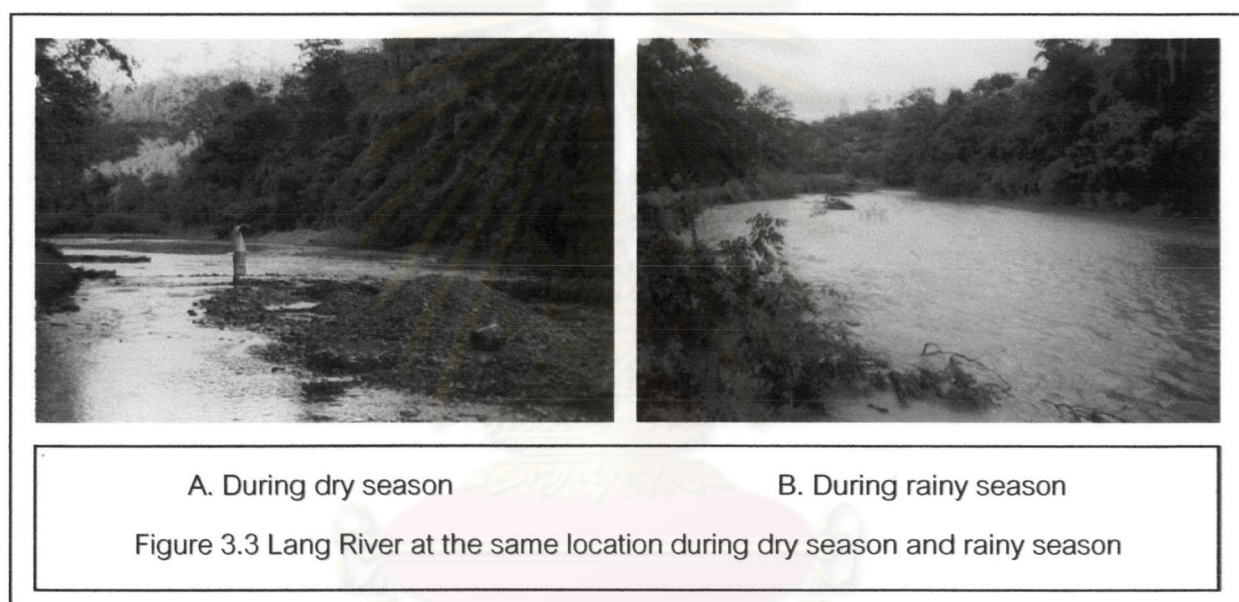 A. During dry season
B. During rainy season
Figure 3.3 Lang River at the same location during dry season and rainy season